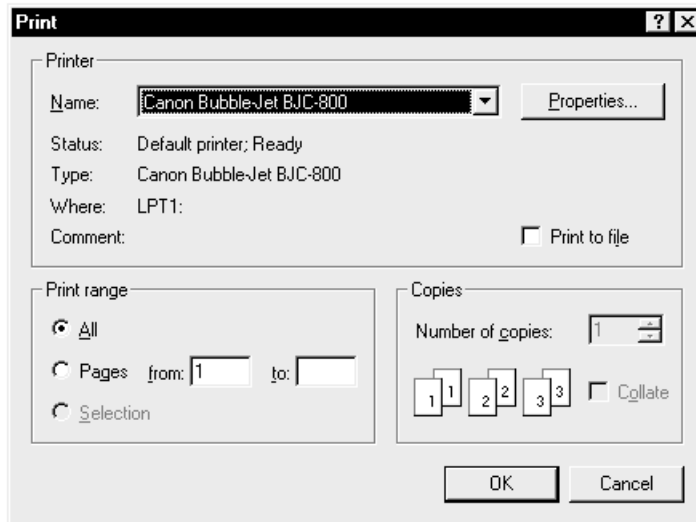 Print
Printer
Name: Canon Bubble-Jet BJC-800 Properties...
Status: Default printer; Ready
Type: Canon Bubble-Jet BJC-800
Where: LPT1:
Comment: Print to file
Print range
All
Pages from: 1 to:
Selection
Copies
Number of copies: 1
1 1 2 2 3 3 Collate
OK Cancel